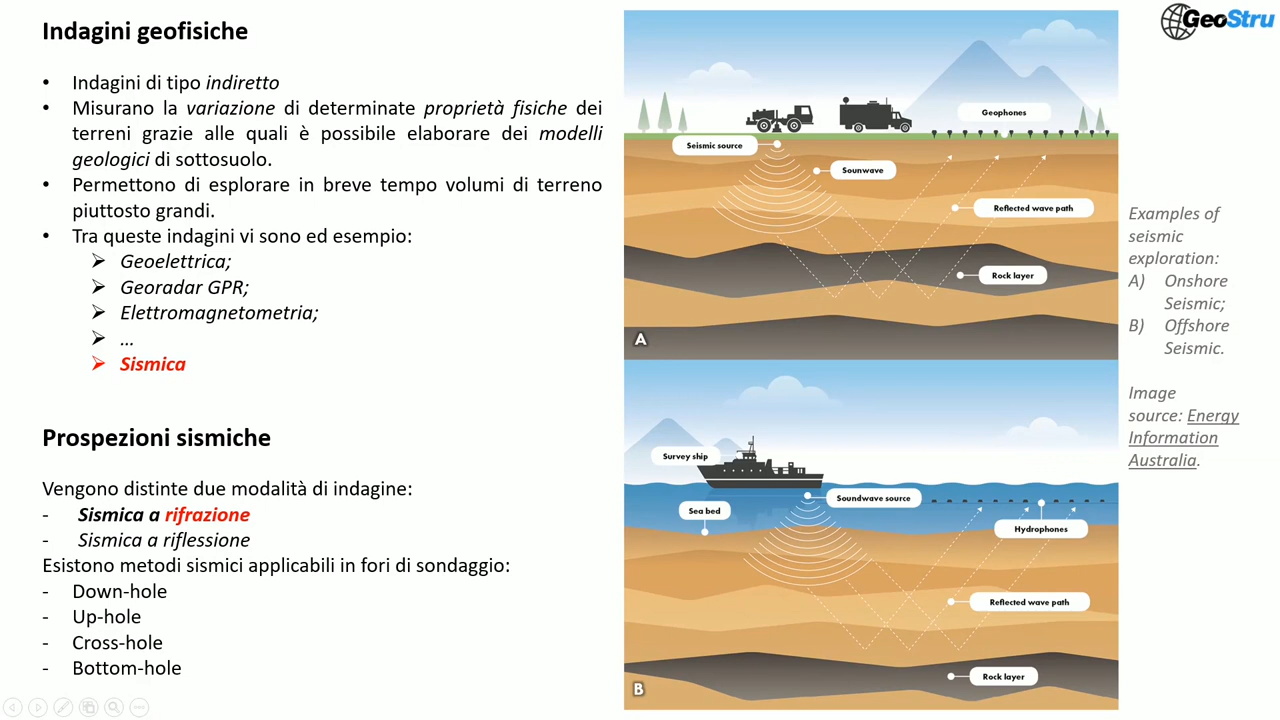 Indagini geofisiche
• Indagini di tipo indiretto
• Misurano la variazione di determinate proprietà fisiche dei
terreni grazie alle quali è possibile elaborare dei modelli
geologici di sottosuolo.
• Permettono di esplorare in breve tempo volumi di terreno
piuttosto grandi.
• Tra queste indagini vi sono ed esempio:
➢ Geoelettrica;
➢ Georadar GPR;
➢ Elettromagnetometria;
➢ ...
➢ Sismica
Prospezioni sismiche
Vengono distinte due modalità di indagine:
- Sismica a rifrazione
- Sismica a riflessione
Esistono metodi sismici applicabili in fori di sondaggio:
- Down-hole
- Up-hole
- Cross-hole
- Bottom-hole
Geophones
Seismic source
Sounwave
Reflected wave path
Rock layer
A
Survey ship
Soundwave source
Sea bed
Hydrophones
Reflected wave path
Rock layer
B
GeoStru
Examples of
seismic
exploration:
A) Onshore
Seismic;
B) Offshore
Seismic.
Image
source: Energy
Information
Australia.